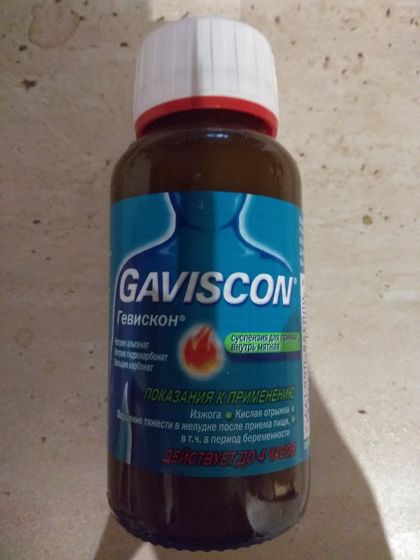 GAVISCON®
Гевискон®
суспензия для приема
внутрь мятная
Натрия альгинат
Натрия гидрокарбонат
Кальция карбонат
ПОКАЗАНИЯ К ПРИМЕНЕНИЮ
Изжога • Кислая отрыжка •
Ощущение тяжести в желудке после приема пищи,
в т.ч. в период беременности
ДЕЙСТВУЕТ ДО 4 ЧАСОВ